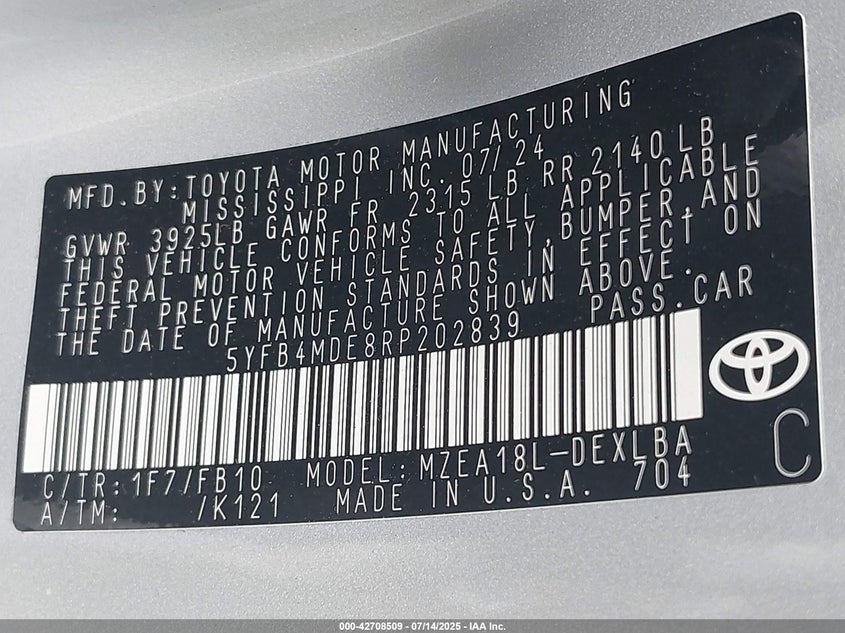 MFD.BY:TOYOTA MOTOR MANUFACTURING
MISSISSIPPI INC. 07/24
GVWR 3925LB GAWR FR 2315 LB RR 2140LB
THIS VEHICLE CONFORMS TO ALL APPLICABLE
FEDERAL MOTOR VEHICLE SAFETY,BUMPER,AND
THEFT PREVENTION STANDARDS IN EFFECT ON
THE DATE OF MANUFACTURE SHOWN ABOVE.
5YFB4MDE8RP202839 PASS.CAR
C/TR:1F7/FB10 MODEL:MZEA18L-DEXLBA
A/TM: /K121 MADE IN U.S.A. 704
C
000-42708509 - 07/14/2025 - IAA Inc.